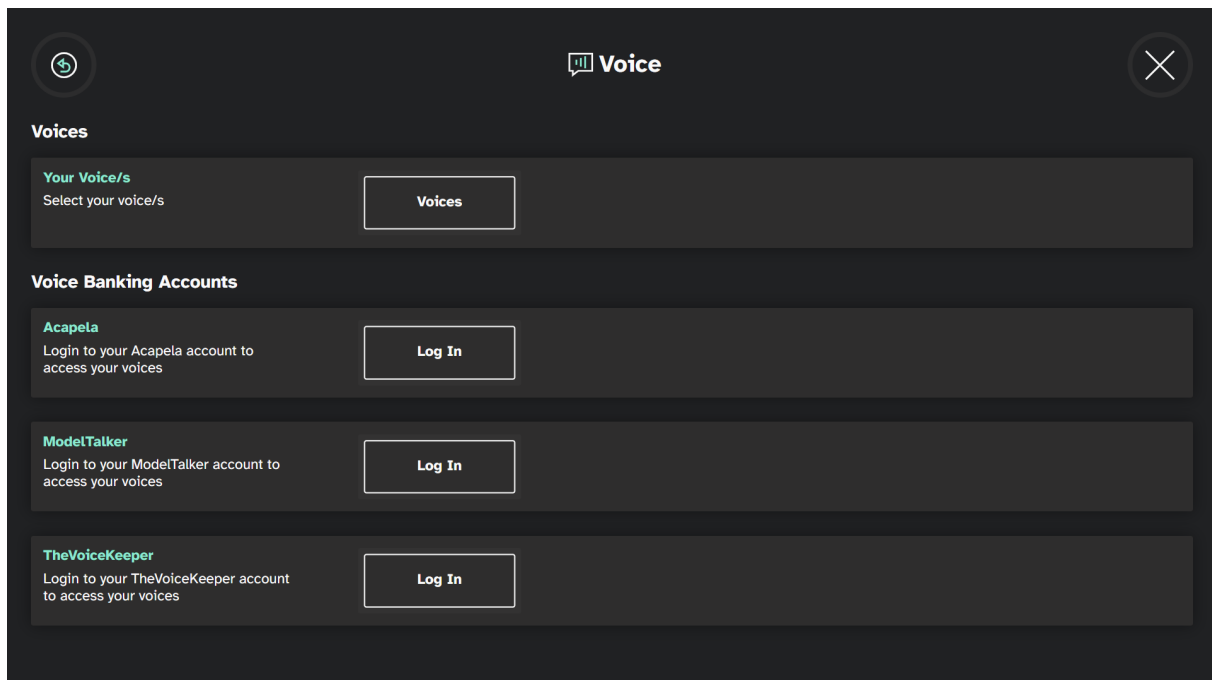 Voice
Voices
Your Voice/s
Select your voice/s
Voices
Voice Banking Accounts
Acapela
Login to your Acapela account to
access your voices
Log In
ModelTalker
Login to your ModelTalker account to
access your voices
Log In
TheVoiceKeeper
Login to your TheVoiceKeeper account
to access your voices
Log In